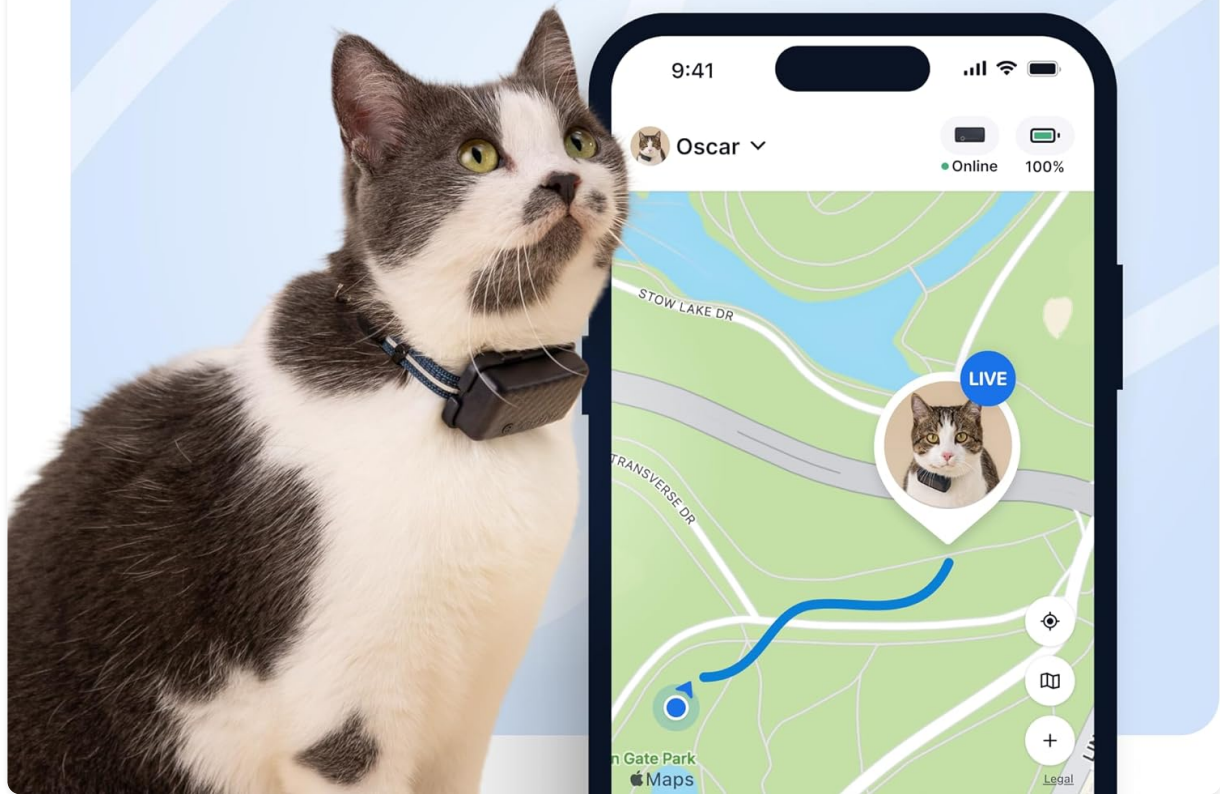 9:41
Oscar
Online
100%
STOW LAKE DR
LIVE
TRANSVERSE DR
n Gate Park
Maps
Legal